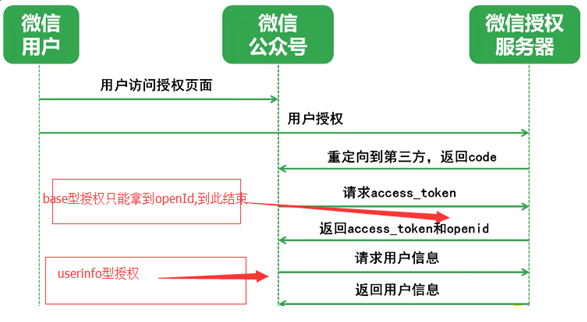 微信
用户
微信
公众号
微信授权
服务器
用户访问授权页面
用户授权
重定向到第三方，返回code
base型授权只能拿到openId,到此结束
请求access_token
返回access_token和openid
请求用户信息
userinfo型授权
返回用户信息